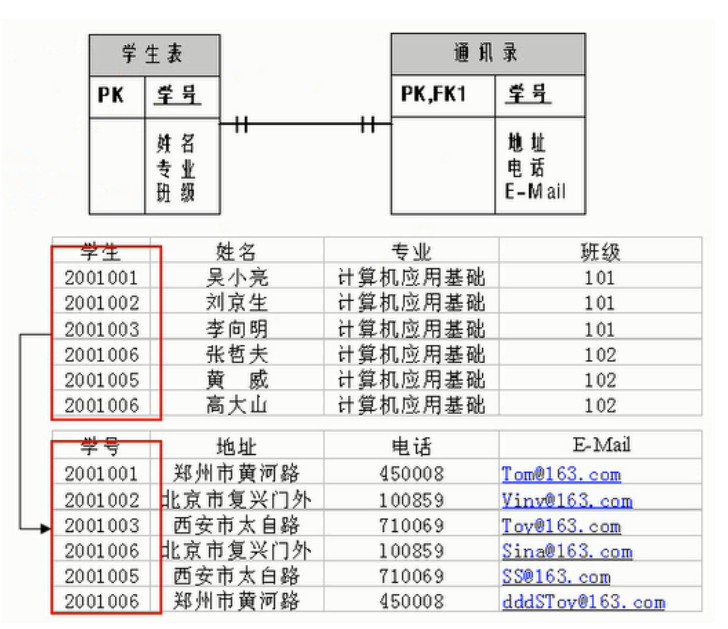 学生表 通讯录
PK 学号 PK,FK1 学号
姓名 地址
专业 电话
班级 E-Mail
学生 姓名 专业 班级
2001001 吴小亮 计算机应用基础 101
2001002 刘京生 计算机应用基础 101
2001003 李向明 计算机应用基础 101
2001006 张哲夫 计算机应用基础 102
2001005 黄 威 计算机应用基础 102
2001006 高大山 计算机应用基础 102
学号 地址 电话 E-Mail
2001001 郑州市黄河路 450008 Tom@163.com
2001002 北京市复兴门外 100859 Yinv@163.com
2001003 西安市太白路 710069 Toy@163.com
2001006 北京市复兴门外 100859 Sina@163.com
2001005 西安市太白路 710069 SS@163.com
2001006 郑州市黄河路 450008 dddSToy@163.com